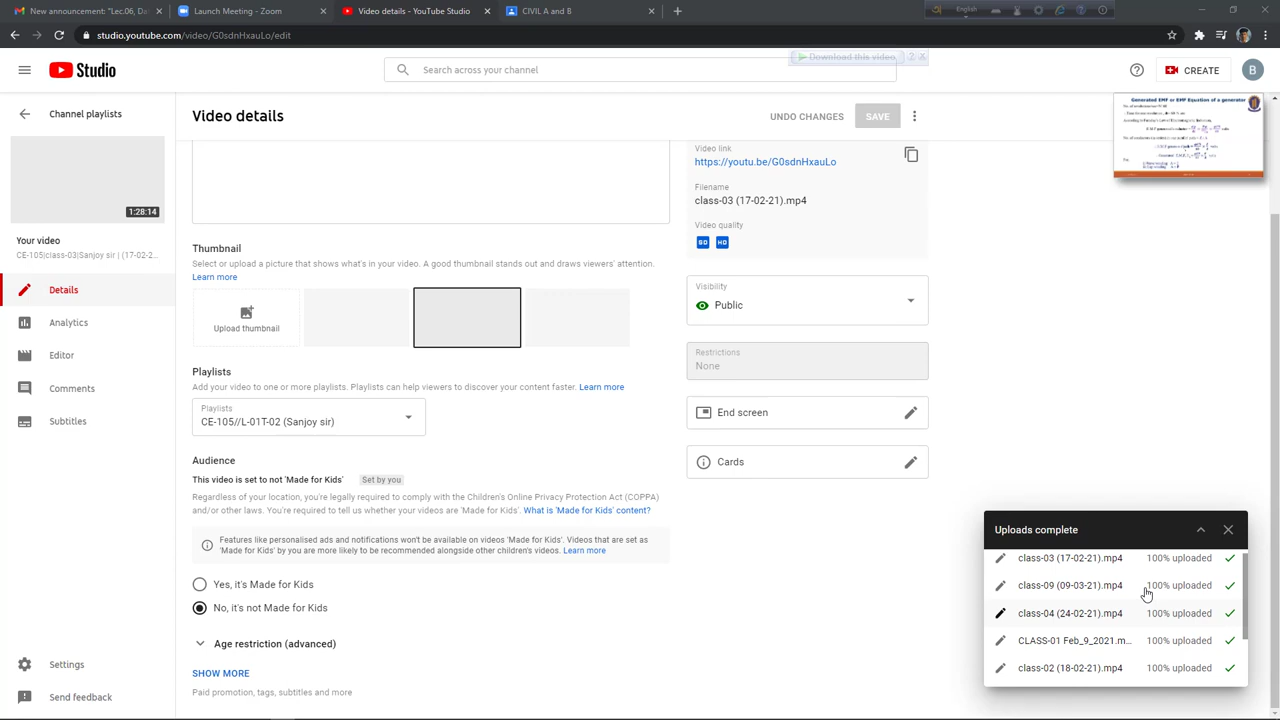 New announcement: "Lec.06, Da
Launch Meeting - Zoom
Video details - YouTube Studio
CIVIL A and B
studio.youtube.com/video/G0sdnHxauLo/edit
Download this video
Studio
Search across your channel
CREATE
B
Channel playlists
Video details
UNDO CHANGES
SAVE
Generated EMF or EMF Equation of a generator
1:28:14
Your video
CE-105|class-03|Sanjoy sir | (17-02-2...
Details
Analytics
Editor
Comments
Subtitles
Settings
Send feedback
Thumbnail
Select or upload a picture that shows what's in your video. A good thumbnail stands out and draws viewers' attention.
Learn more
Upload thumbnail
Playlists
Add your video to one or more playlists. Playlists can help viewers to discover your content faster. Learn more
Playlists
CE-105//L-01T-02 (Sanjoy sir)
Audience
This video is set to not 'Made for Kids' Set by you
Regardless of your location, you're legally required to comply with the Children's Online Privacy Protection Act (COPPA)
and/or other laws. You're required to tell us whether your videos are 'Made for Kids'. What is 'Made for Kids' content?
Features like personalised ads and notifications won't be available on videos 'Made for Kids'. Videos that are set as
'Made for Kids' by you are more likely to be recommended alongside other children's videos. Learn more
Yes, it's Made for Kids
No, it's not Made for Kids
Age restriction (advanced)
SHOW MORE
Paid promotion, tags, subtitles and more
Video link
https://youtu.be/G0sdnHxauLo
Filename
class-03 (17-02-21).mp4
Video quality
SD HD
Visibility
Public
Restrictions
None
End screen
Cards
Uploads complete
class-03 (17-02-21).mp4 100% uploaded
class-09 (09-03-21).mp4 100% uploaded
class-04 (24-02-21).mp4 100% uploaded
CLASS-01 Feb_9_2021.m... 100% uploaded
class-02 (18-02-21).mp4 100% uploaded